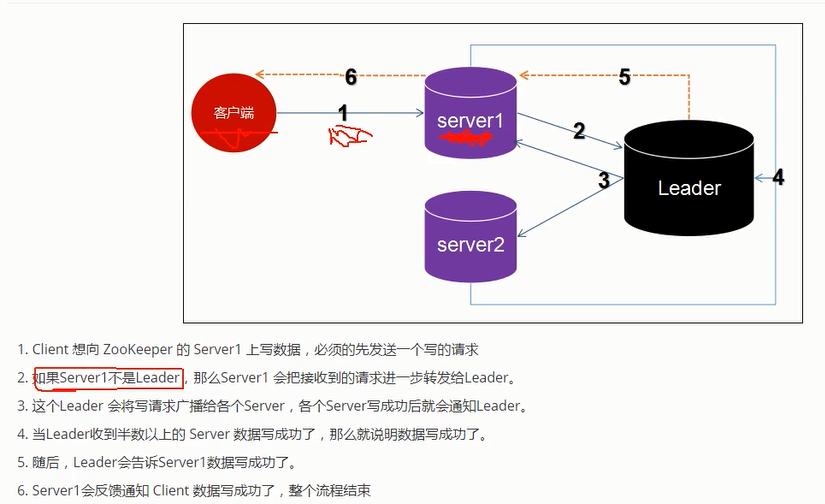 6
5
客户端
1
server1
2
3
Leader
4
server2
1. Client 想向 ZooKeeper 的 Server1 上写数据，必须的先发送一个写的请求
2. 如果Server1不是Leader，那么Server1 会把接收到的请求进一步转发给Leader。
3. 这个Leader 会将写请求广播给各个Server，各个Server写成功后就会通知Leader。
4. 当Leader收到半数以上的 Server 数据写成功了，那么就说明数据写成功了。
5. 随后，Leader会告诉Server1数据写成功了。
6. Server1会反馈通知 Client 数据写成功了，整个流程结束